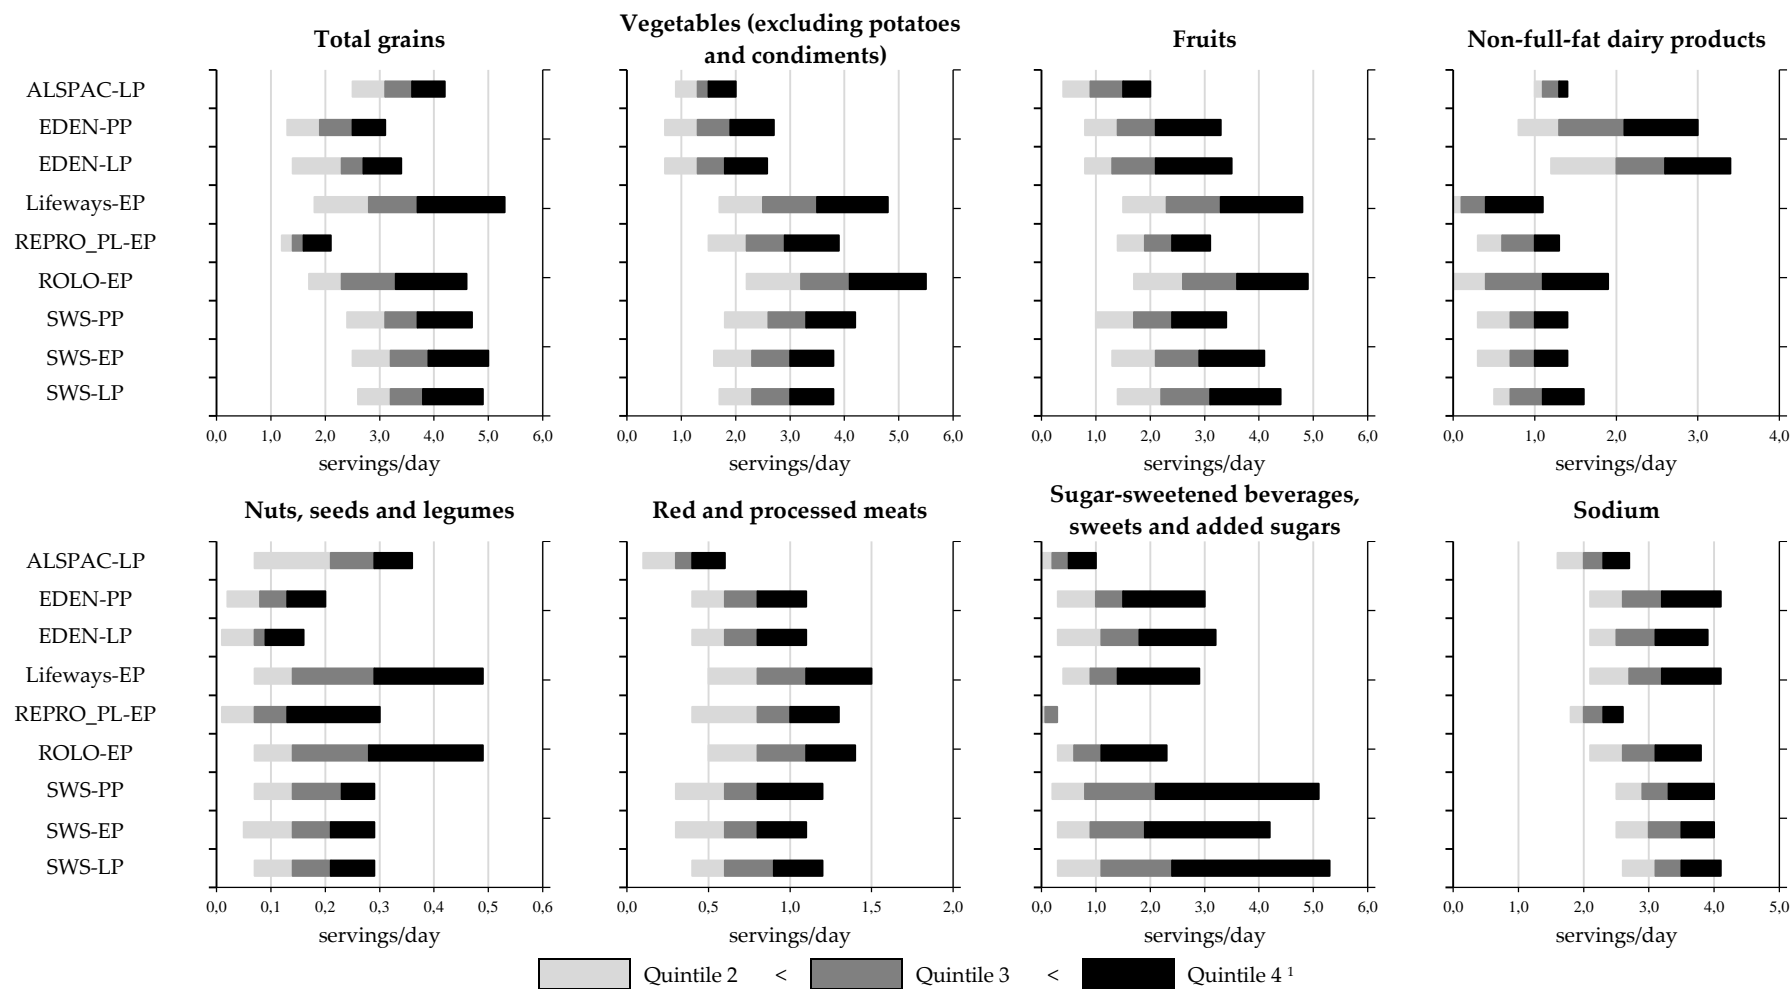 Total grains
Vegetables (excluding potatoes
and condiments)
Fruits
Non-full-fat dairy products
ALSPAC-LP
EDEN-PP
EDEN-LP
Lifeways-EP
REPRO_PL-EP
ROLO-EP
SWS-PP
SWS-EP
SWS-LP
0,0 1,0 2,0 3,0 4,0 5,0 6,0
0,0 1,0 2,0 3,0 4,0 5,0 6,0
0,0 1,0 2,0 3,0 4,0 5,0 6,0
0,0 1,0 2,0 3,0 4,0
servings/day
servings/day
servings/day
servings/day
Nuts, seeds and legumes
Red and processed meats
Sugar-sweetened beverages,
sweets and added sugars
Sodium
ALSPAC-LP
EDEN-PP
EDEN-LP
Lifeways-EP
REPRO_PL-EP
ROLO-EP
SWS-PP
SWS-EP
SWS-LP
0,0 0,1 0,2 0,3 0,4 0,5 0,6
0,0 0,5 1,0 1,5 2,0
0,0 1,0 2,0 3,0 4,0 5,0 6,0
0,0 1,0 2,0 3,0 4,0 5,0
servings/day
servings/day
servings/day
servings/day
Quintile 2 < Quintile 3 < Quintile 4 ¹